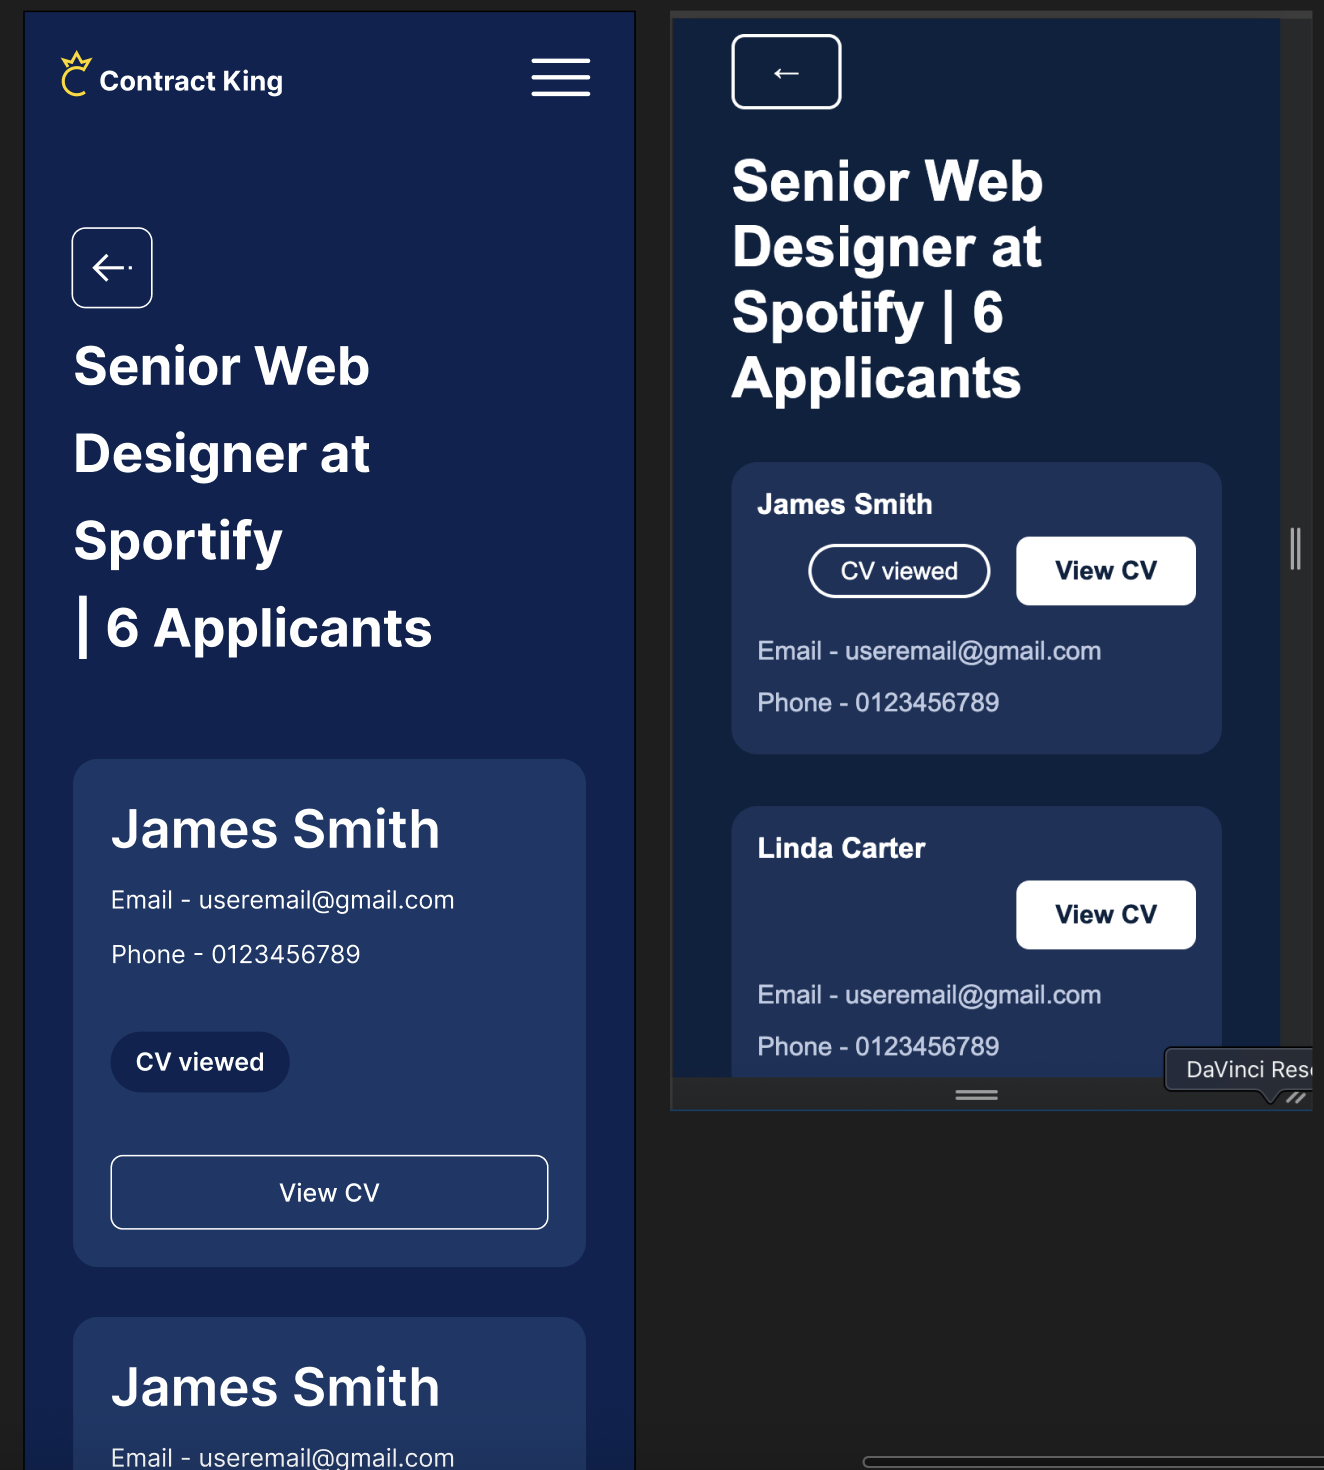 Contract King
Senior Web
Designer at
Sportify
| 6 Applicants
James Smith
Email - useremail@gmail.com
Phone - 0123456789
CV viewed
View CV
James Smith
Email - useremail@gmail.com
Senior Web
Designer at
Spotify | 6
Applicants
James Smith
CV viewed
View CV
Email - useremail@gmail.com
Phone - 0123456789
Linda Carter
View CV
Email - useremail@gmail.com
Phone - 0123456789
DaVinci Reso